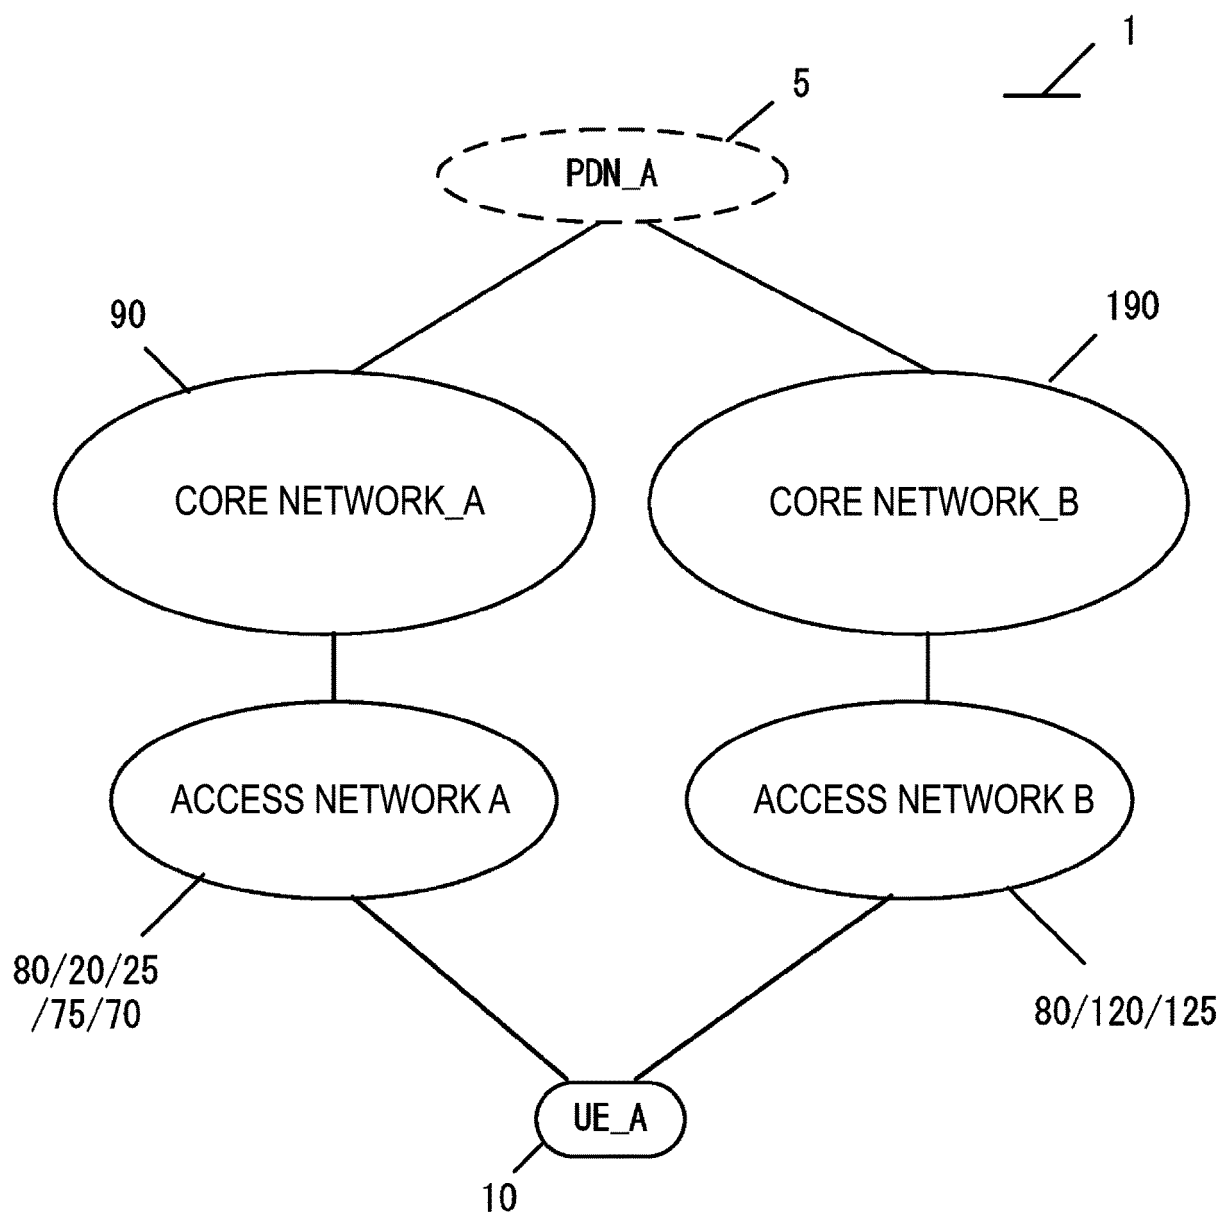 1
5
PDN_A
90
190
CORE NETWORK_A
CORE NETWORK_B
ACCESS NETWORK A
ACCESS NETWORK B
80/20/25
/75/70
80/120/125
UE_A
10